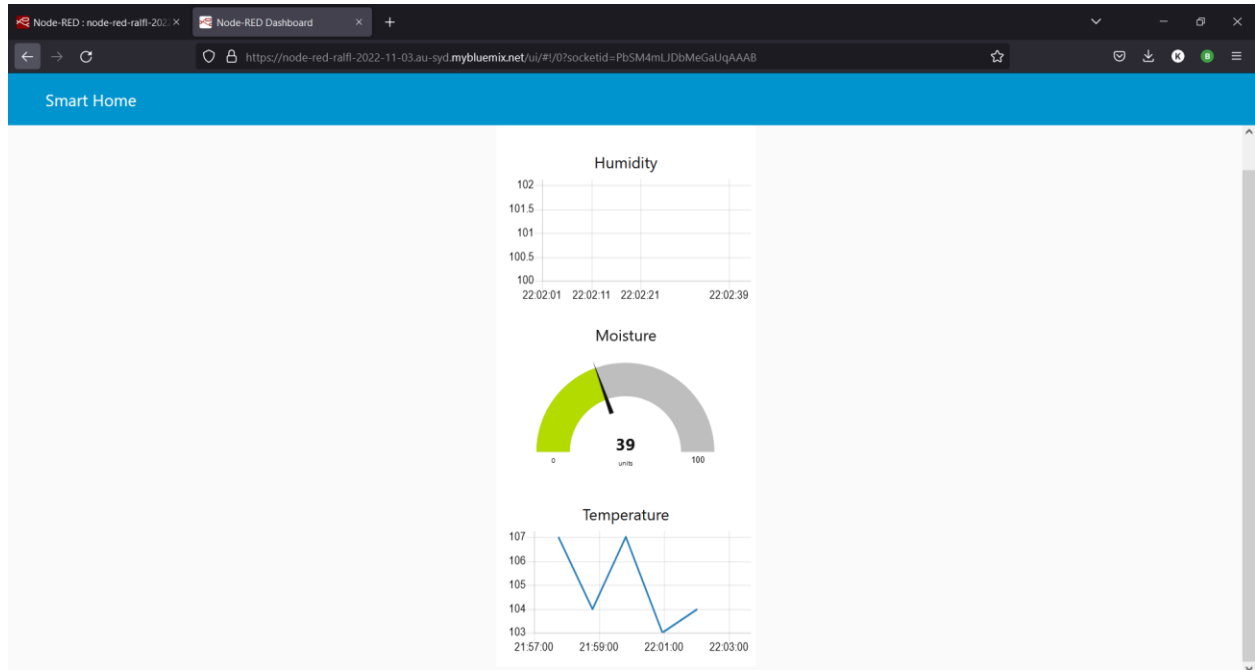 Node-RED : node-red-ralfl-202
Node-RED Dashboard
https://node-red-ralfl-2022-11-03.au-syd.mybluemix.net/ui/#!/0?socketid=PbSM4mLJDbMeGaUqAAAB
K
B
Smart Home
Humidity
102
101.5
101
100.5
100
22:02:01 22:02:11 22:02:21 22:02:39
Moisture
39
0 units 100
Temperature
107
106
105
104
103
21:57:00 21:59:00 22:01:00 22:03:00